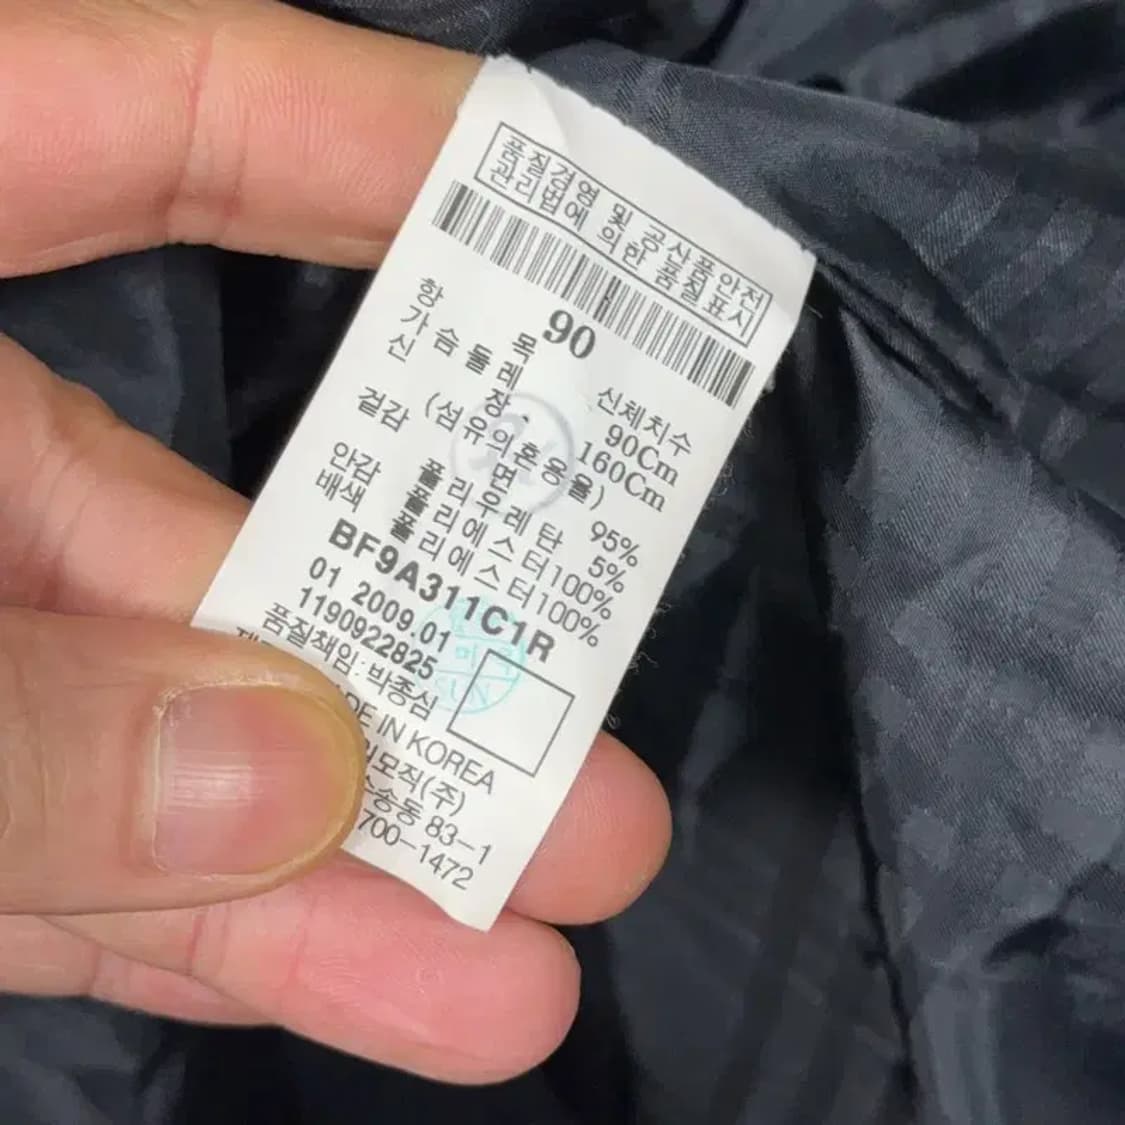 품질경영 및 공산품안전
관리법에 의한 품질표시
90
항 목 신체치수
가 슴 둘 레 90Cm
신 장 160Cm
(섬유의혼용율)
겉감 면 95%
폴리우레탄 5%
안감 폴리에스터100%
배색 폴리에스터100%
BF9A311C1R
01 2009.01
1190922825
품질책임: 박종심
DE IN KOREA
모직(주)
송동 83-1
700-1472
SUN